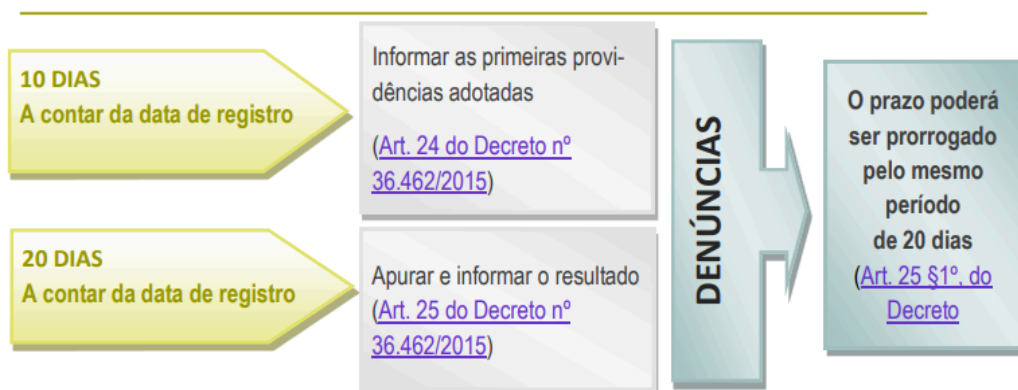 10 DIAS
A contar da data de registro
Informar as primeiras provi-
dências adotadas
(Art. 24 do Decreto nº
36.462/2015)
20 DIAS
A contar da data de registro
Apurar e informar o resultado
(Art. 25 do Decreto nº
36.462/2015)
DENÚNCIAS
O prazo poderá
ser prorrogado
pelo mesmo
período
de 20 dias
(Art. 25 §1º, do
Decreto